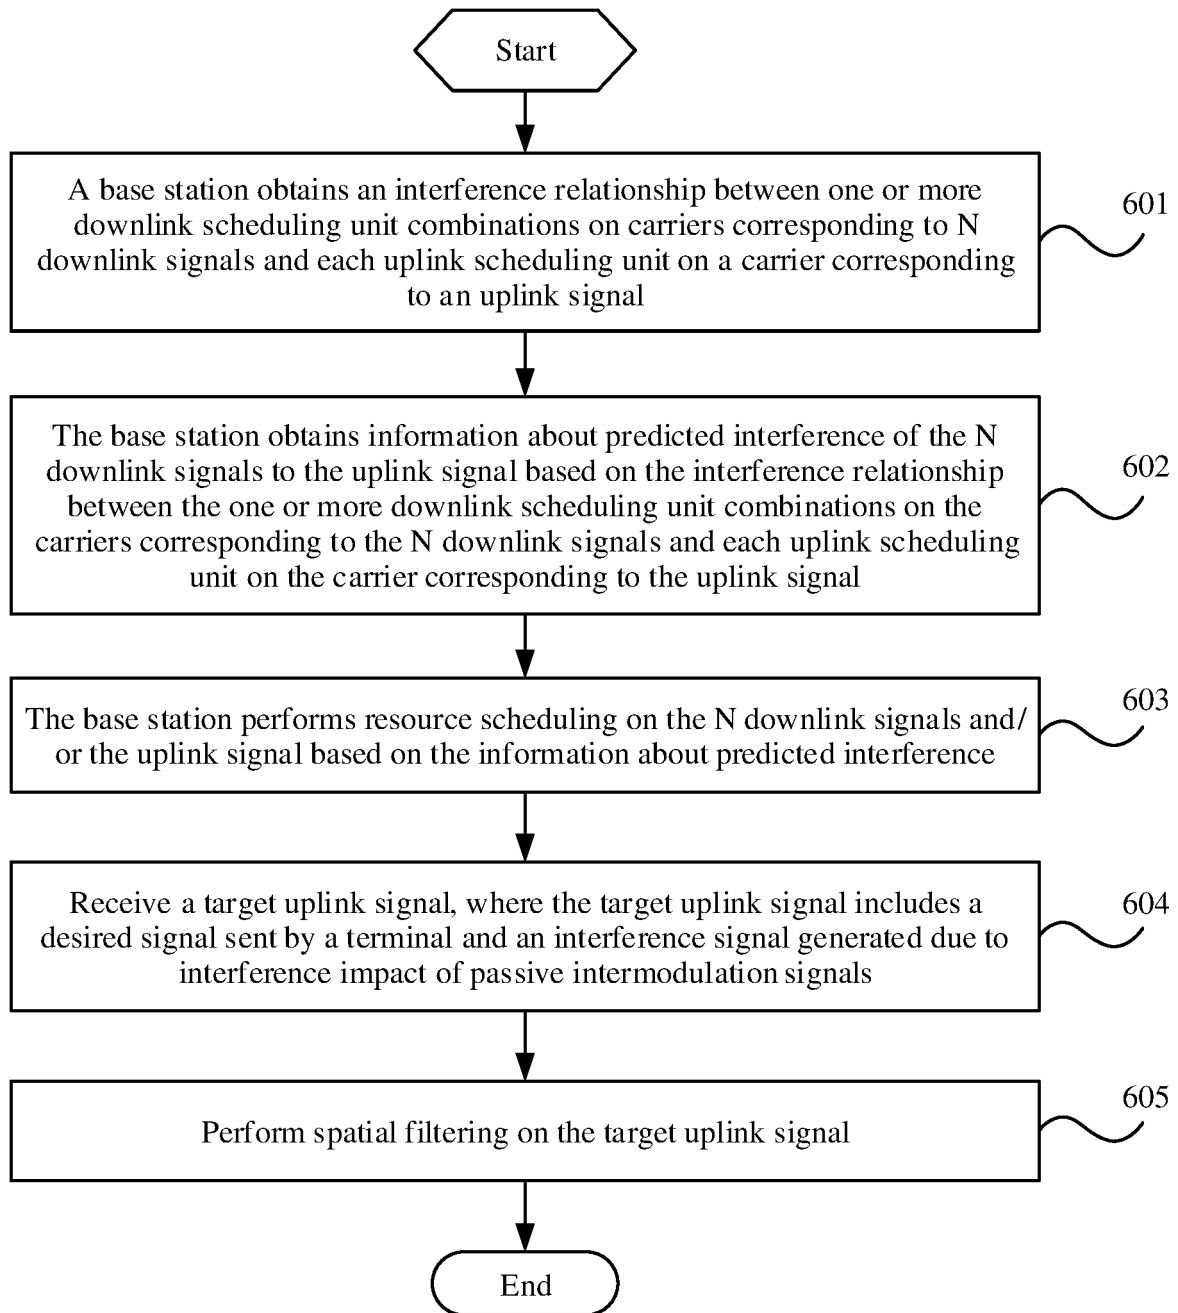 Start
A base station obtains an interference relationship between one or more
downlink scheduling unit combinations on carriers corresponding to N
downlink signals and each uplink scheduling unit on a carrier corresponding
to an uplink signal
601
The base station obtains information about predicted interference of the N
downlink signals to the uplink signal based on the interference relationship
between the one or more downlink scheduling unit combinations on the
carriers corresponding to the N downlink signals and each uplink scheduling
unit on the carrier corresponding to the uplink signal
602
The base station performs resource scheduling on the N downlink signals and/
or the uplink signal based on the information about predicted interference
603
Receive a target uplink signal, where the target uplink signal includes a
desired signal sent by a terminal and an interference signal generated due to
interference impact of passive intermodulation signals
604
Perform spatial filtering on the target uplink signal
605
End